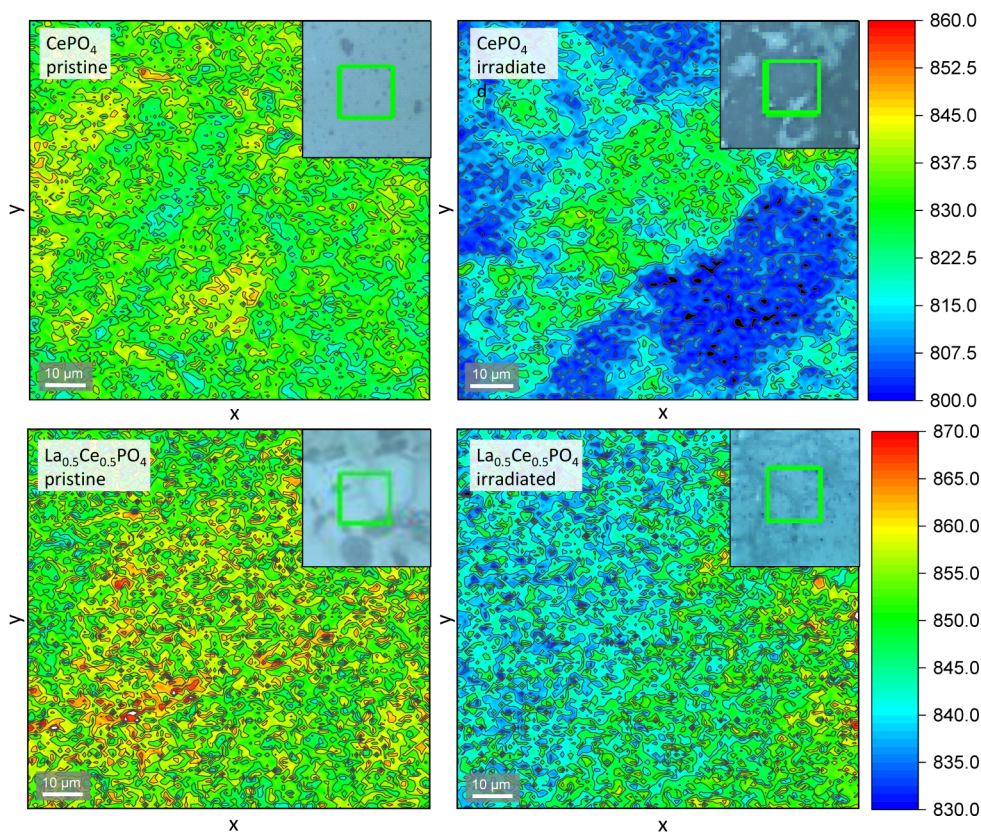 CePO₄
pristine
CePO₄
irradiate
d
860.0
852.5
845.0
837.5
830.0
822.5
815.0
807.5
800.0
y
y
10 µm
10 µm
x
x
La₀.₅Ce₀.₅PO₄
pristine
La₀.₅Ce₀.₅PO₄
irradiated
870.0
865.0
860.0
855.0
850.0
845.0
840.0
835.0
830.0
y
y
10 µm
10 µm
x
x